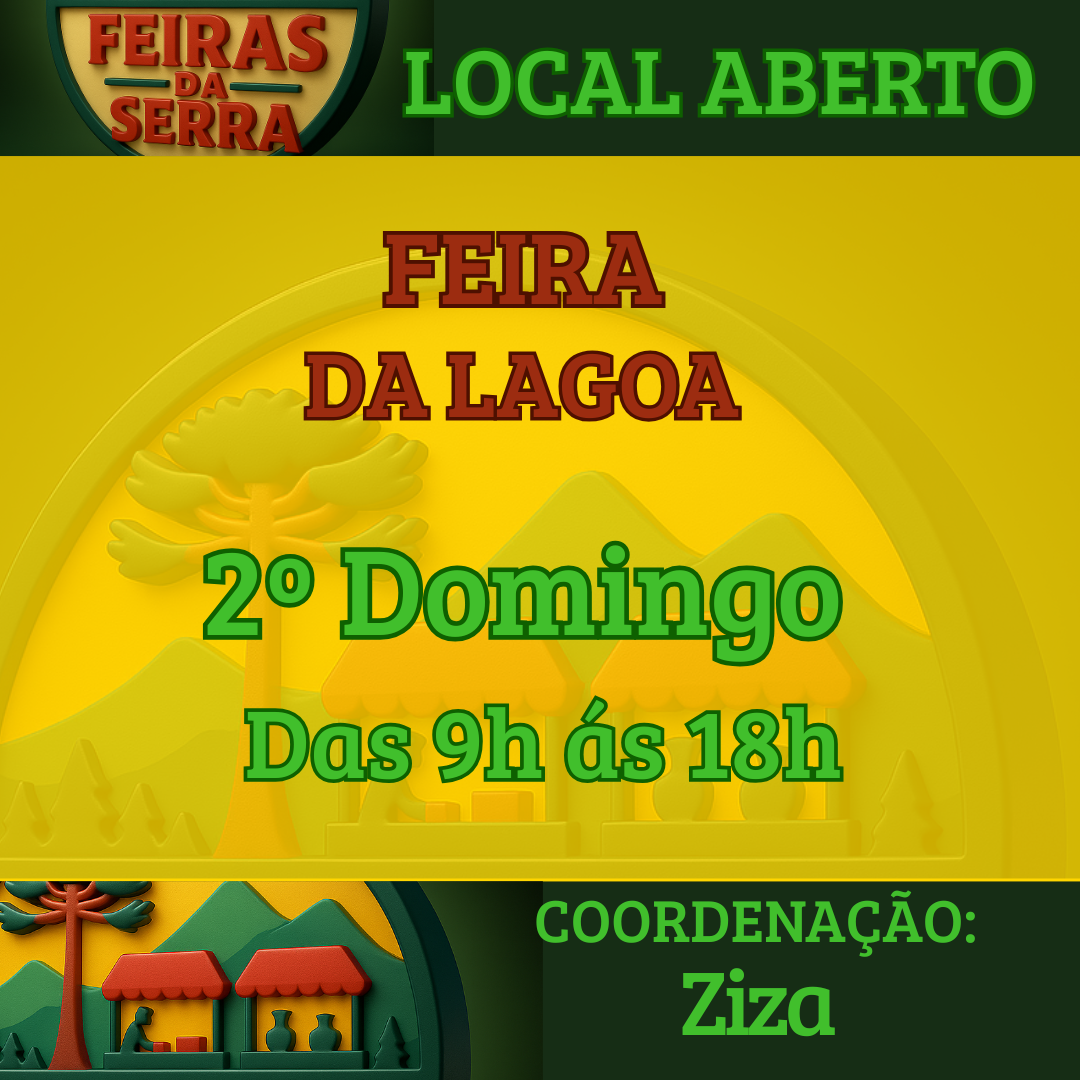 FEIRAS
DA
SERRA
LOCAL ABERTO
FEIRA
DA LAGOA
2º Domingo
Das 9h ás 18h
COORDENAÇÃO:
Ziza